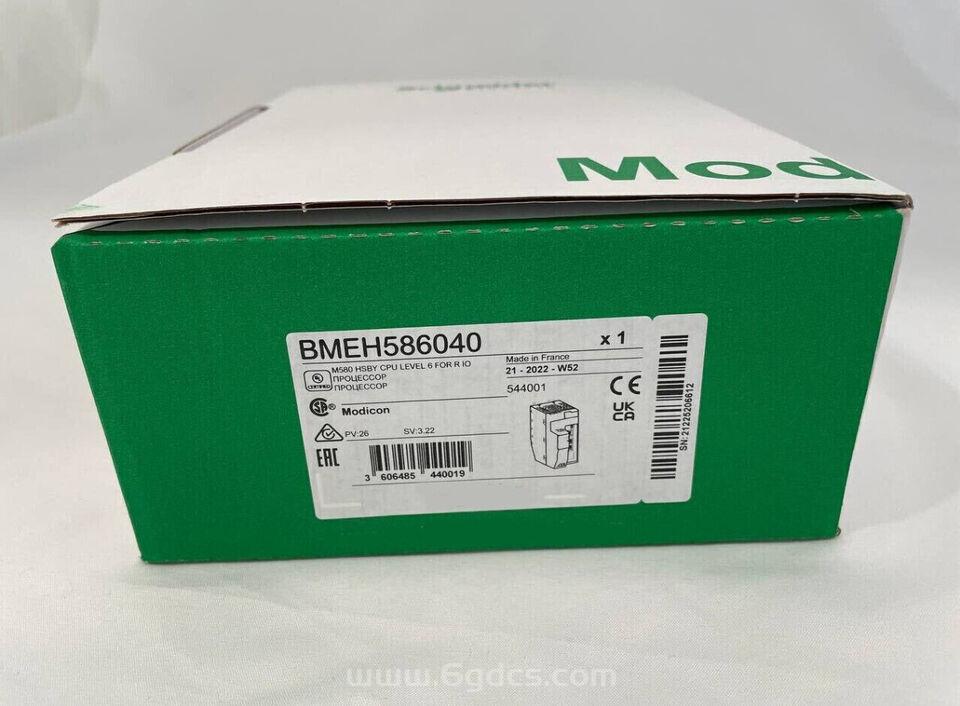 Mod
BMEH586040
x 1
M580 HSBY CPU LEVEL 6 FOR R IO
ПРОЦЕССОР
ПРОЦЕССОР
Made in France
21 - 2022 - W52
544001
Modicon
PV:26 SV:3.22
CE
UK
CA
EAC
3 606485 440019
SN:21225206612
www.6gdcs.com